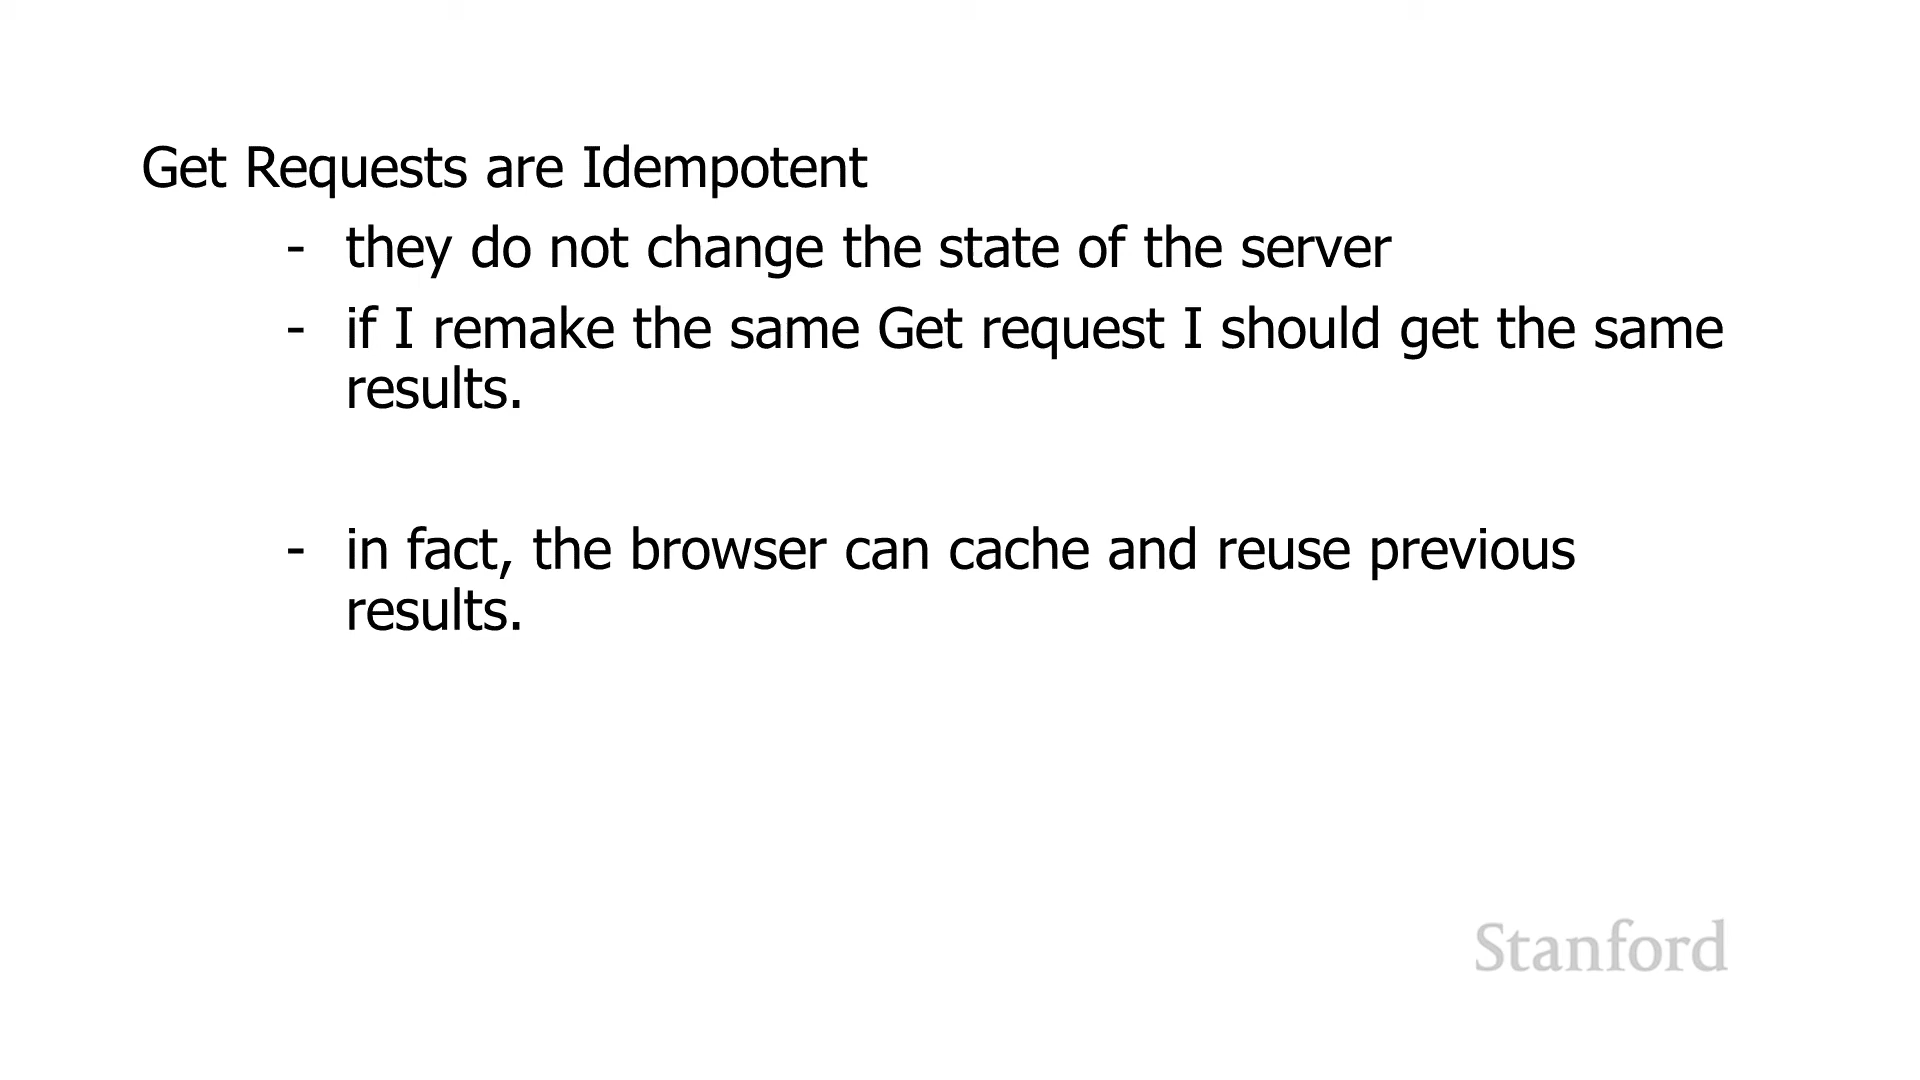 Get Requests are Idempotent
- they do not change the state of the server
- if I remake the same Get request I should get the same
results.
- in fact, the browser can cache and reuse previous
results.
Stanford